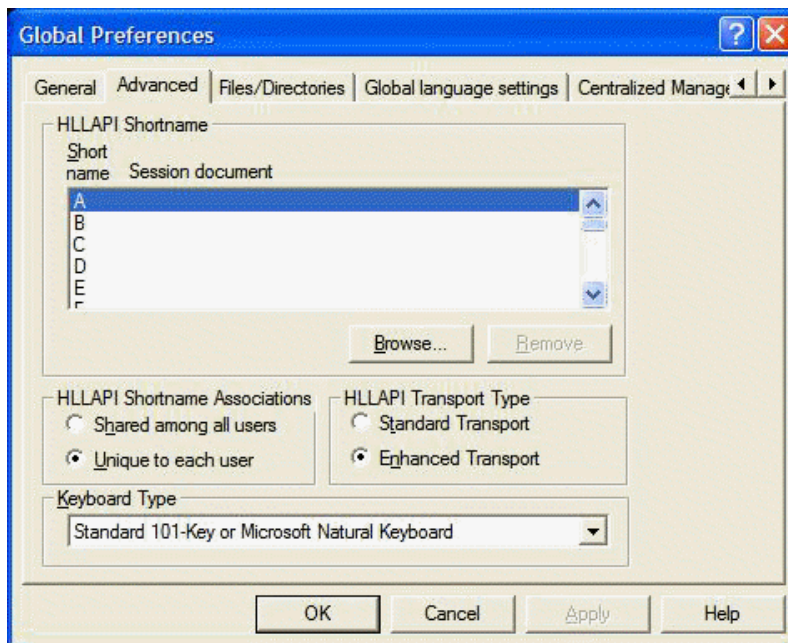 Global Preferences
General Advanced Files/Directories Global language settings Centralized Manage
HLLAPI Shortname
Short
name Session document
A
B
C
D
E
Browse... Remove
HLLAPI Shortname Associations HLLAPI Transport Type
Shared among all users Standard Transport
Unique to each user Enhanced Transport
Keyboard Type
Standard 101-Key or Microsoft Natural Keyboard
OK Cancel Apply Help